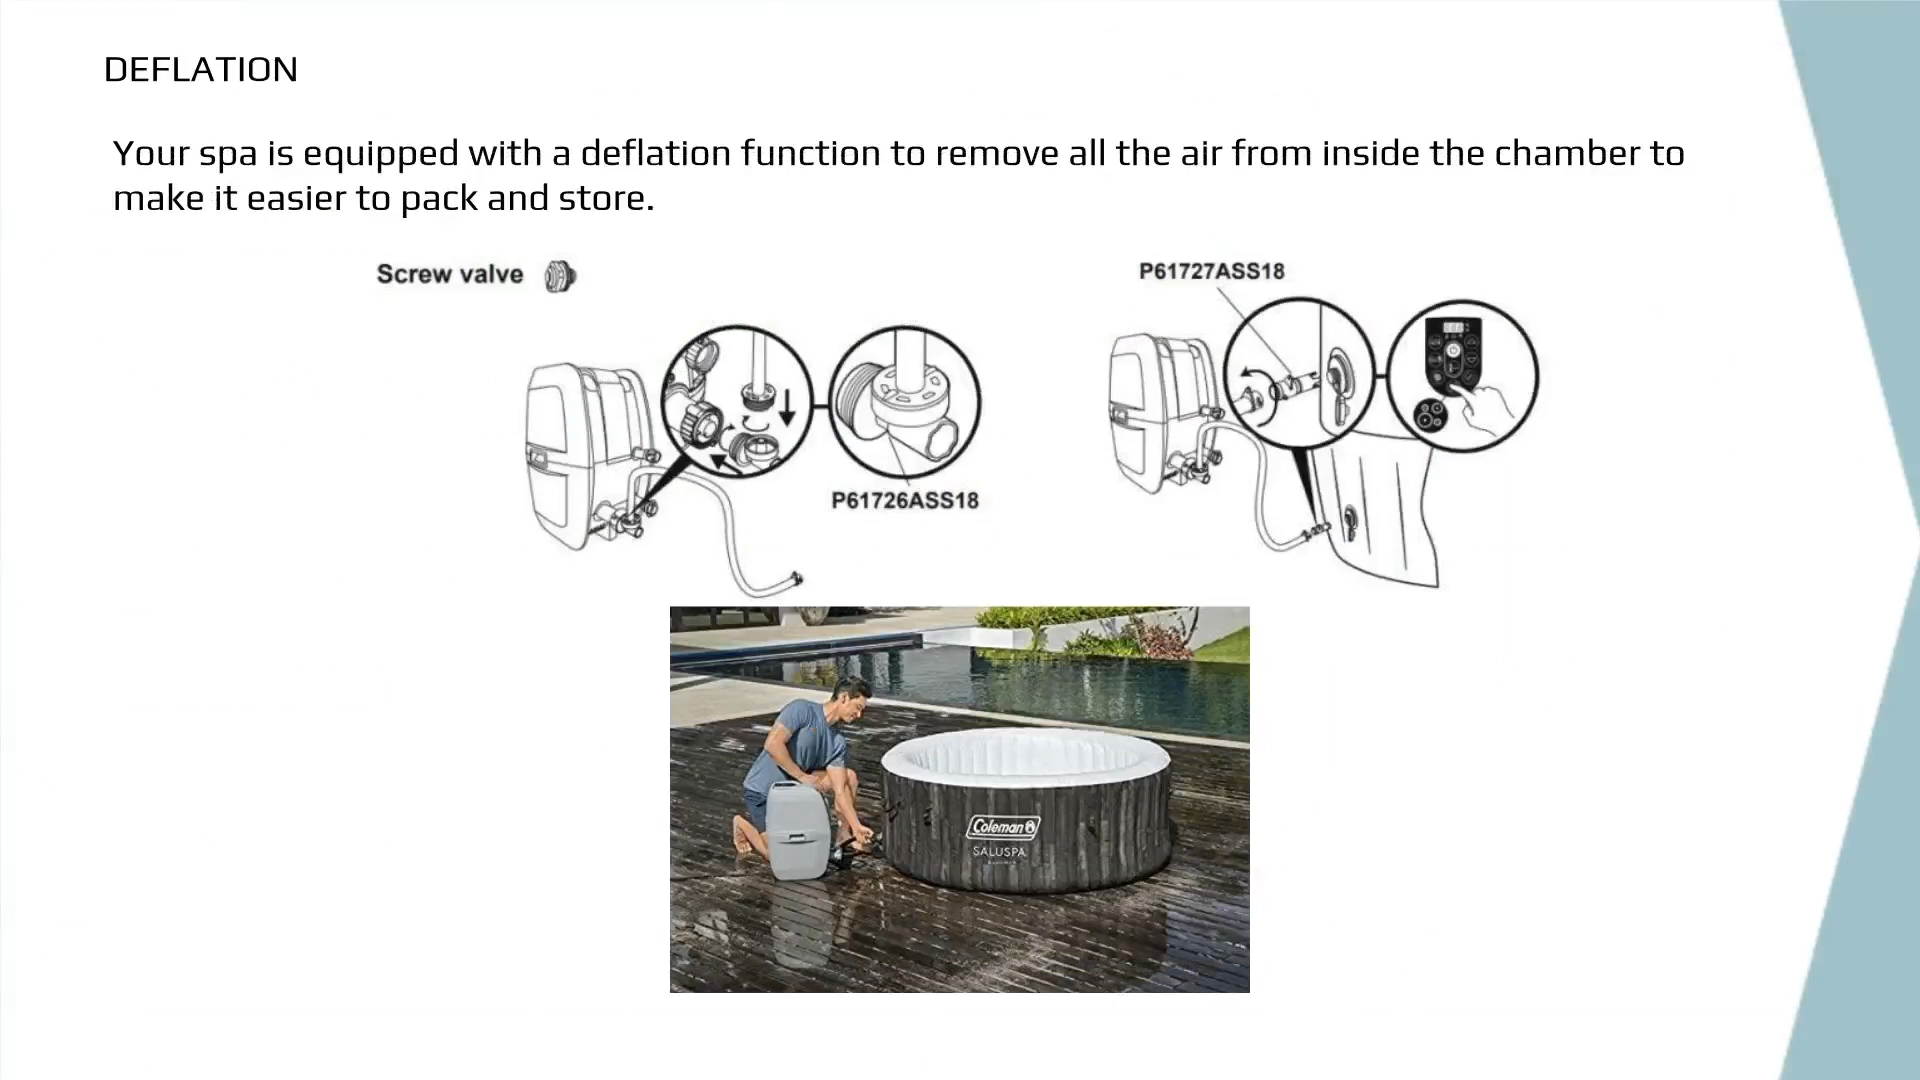 DEFLATION
Your spa is equipped with a deflation function to remove all the air from inside the chamber to
make it easier to pack and store.
Screw valve
P61727ASS18
P61726ASS18
Coleman
SALUSPA